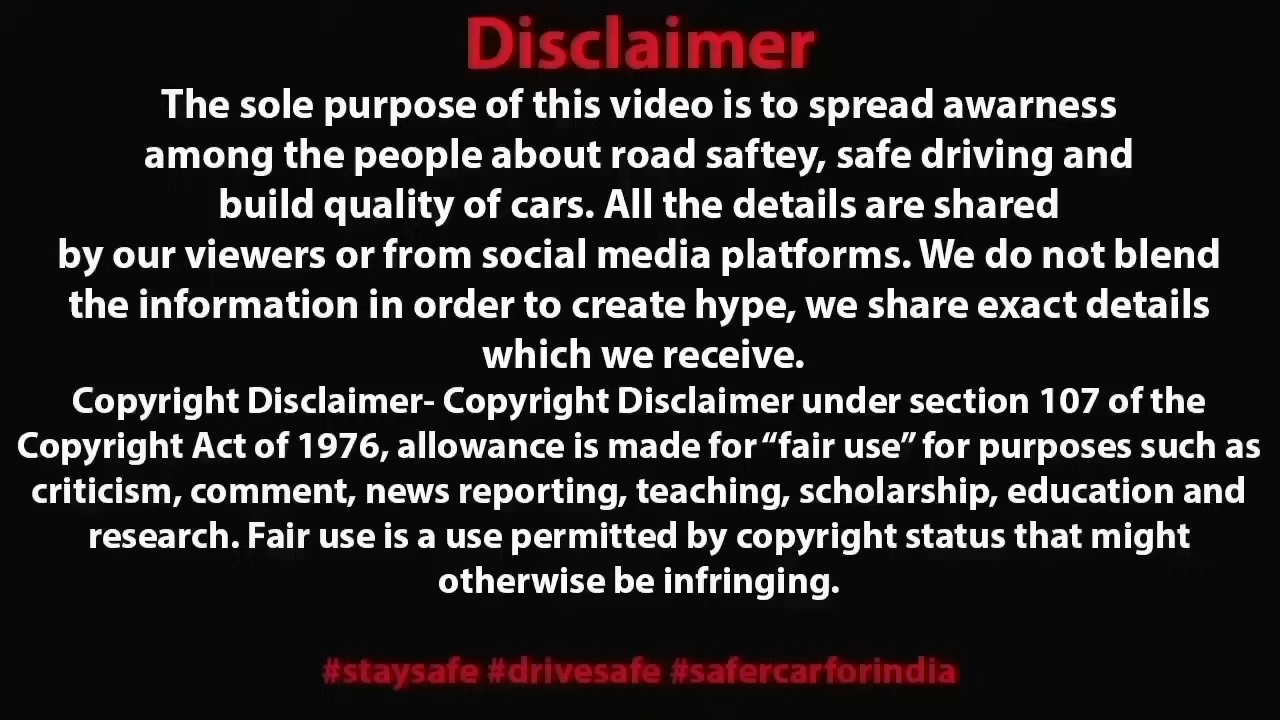 Disclaimer
The sole purpose of this video is to spread awarness
among the people about road saftey, safe driving and
build quality of cars. All the details are shared
by our viewers or from social media platforms. We do not blend
the information in order to create hype, we share exact details
which we receive.
Copyright Disclaimer- Copyright Disclaimer under section 107 of the
Copyright Act of 1976, allowance is made for “fair use” for purposes such as
criticism, comment, news reporting, teaching, scholarship, education and
research. Fair use is a use permitted by copyright status that might
otherwise be infringing.
#staysafe #drivesafe #safercarforindia